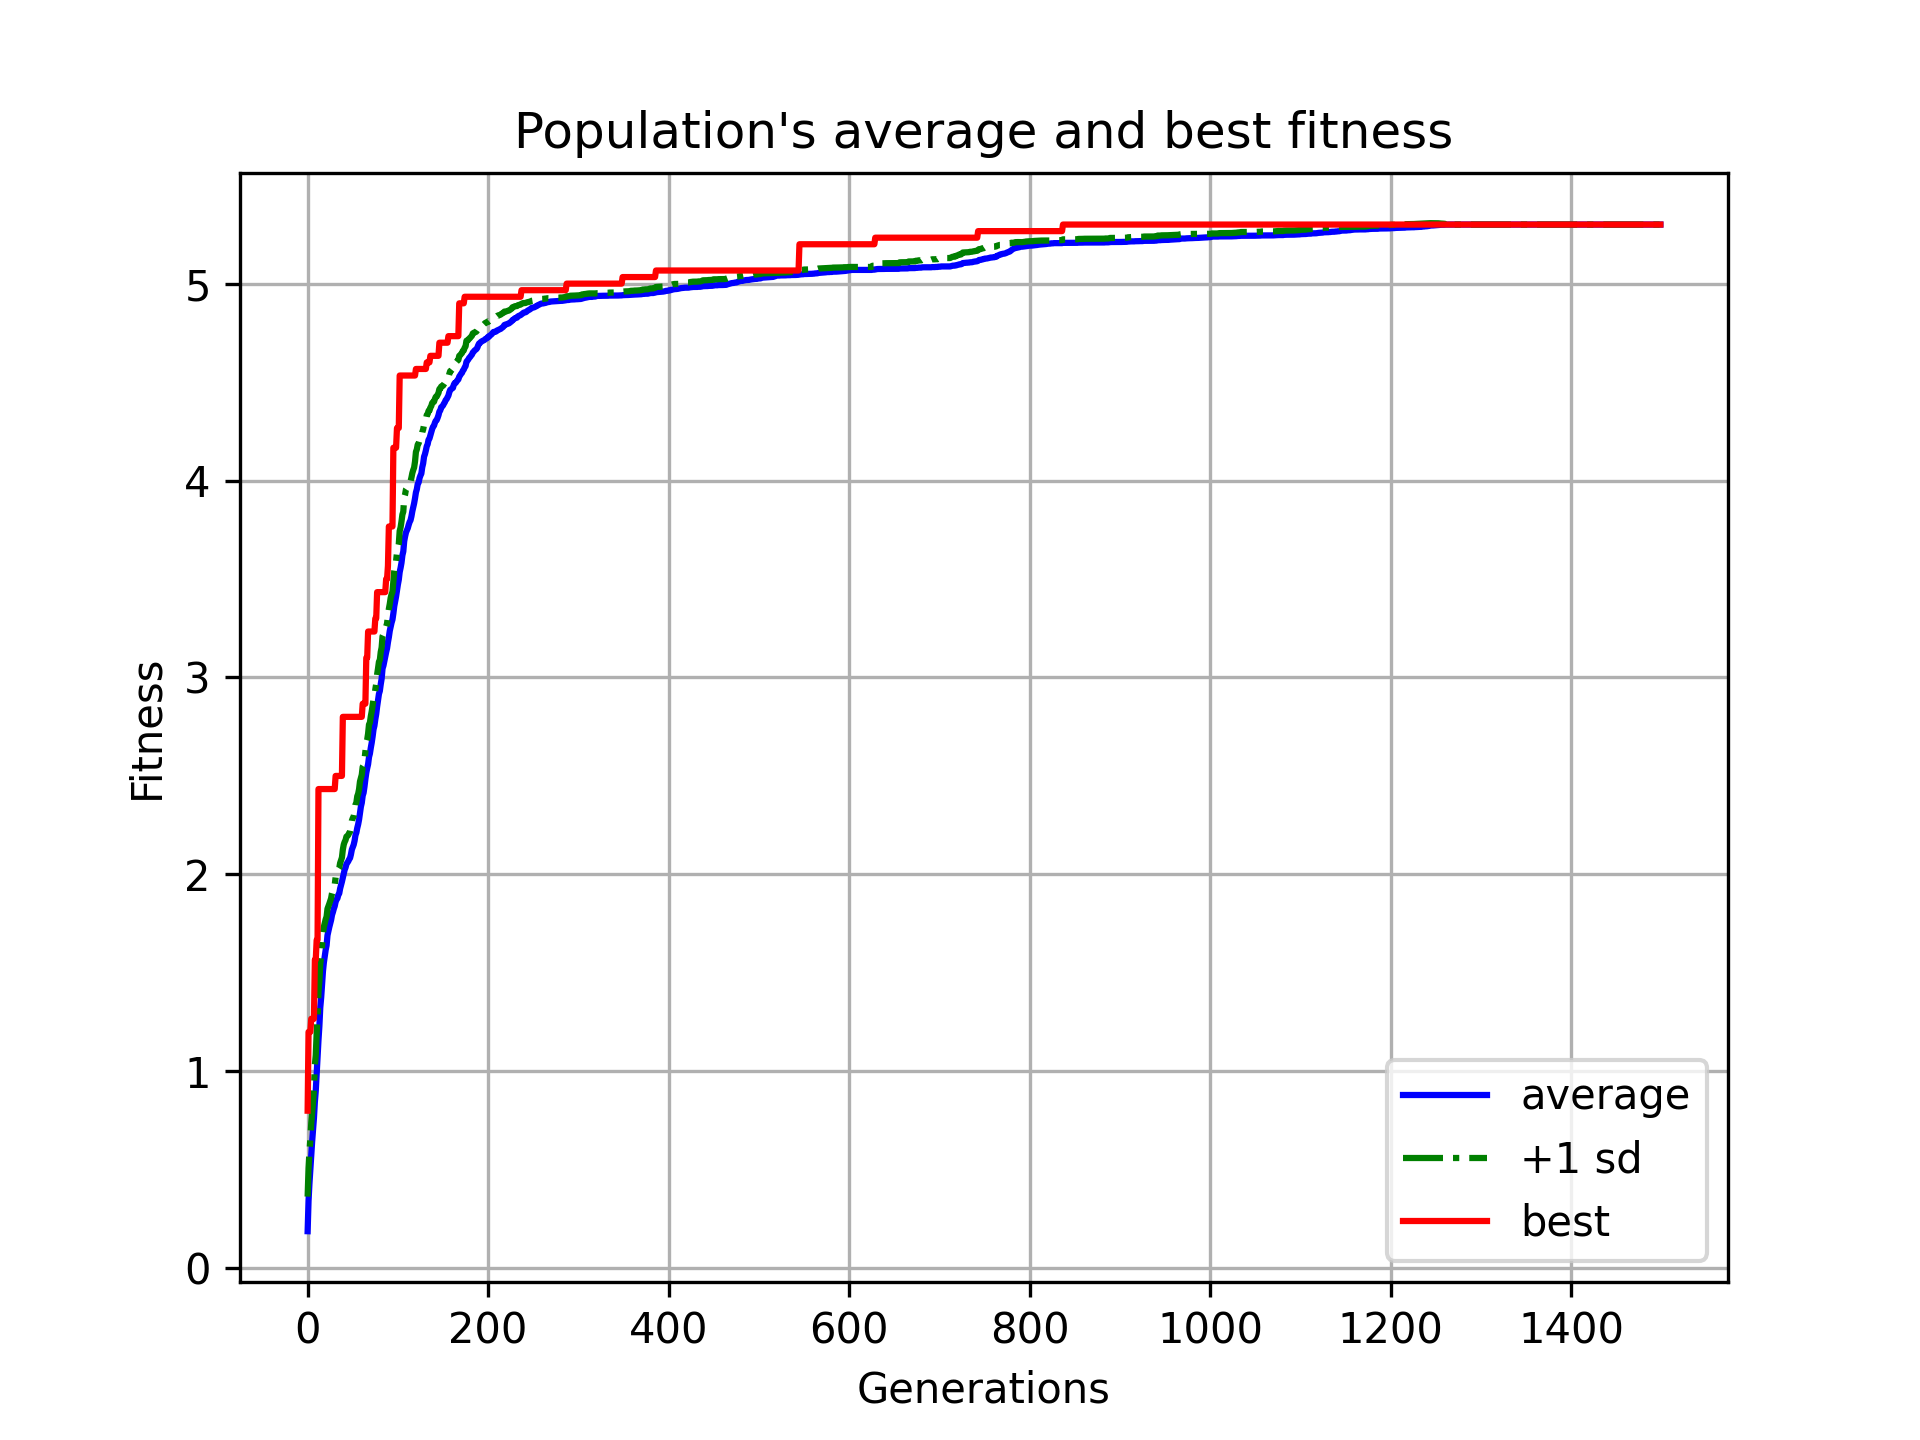 Population's average and best fitness
Fitness
5
4
3
2
1
0
average
+1 sd
best
0 200 400 600 800 1000 1200 1400
Generations